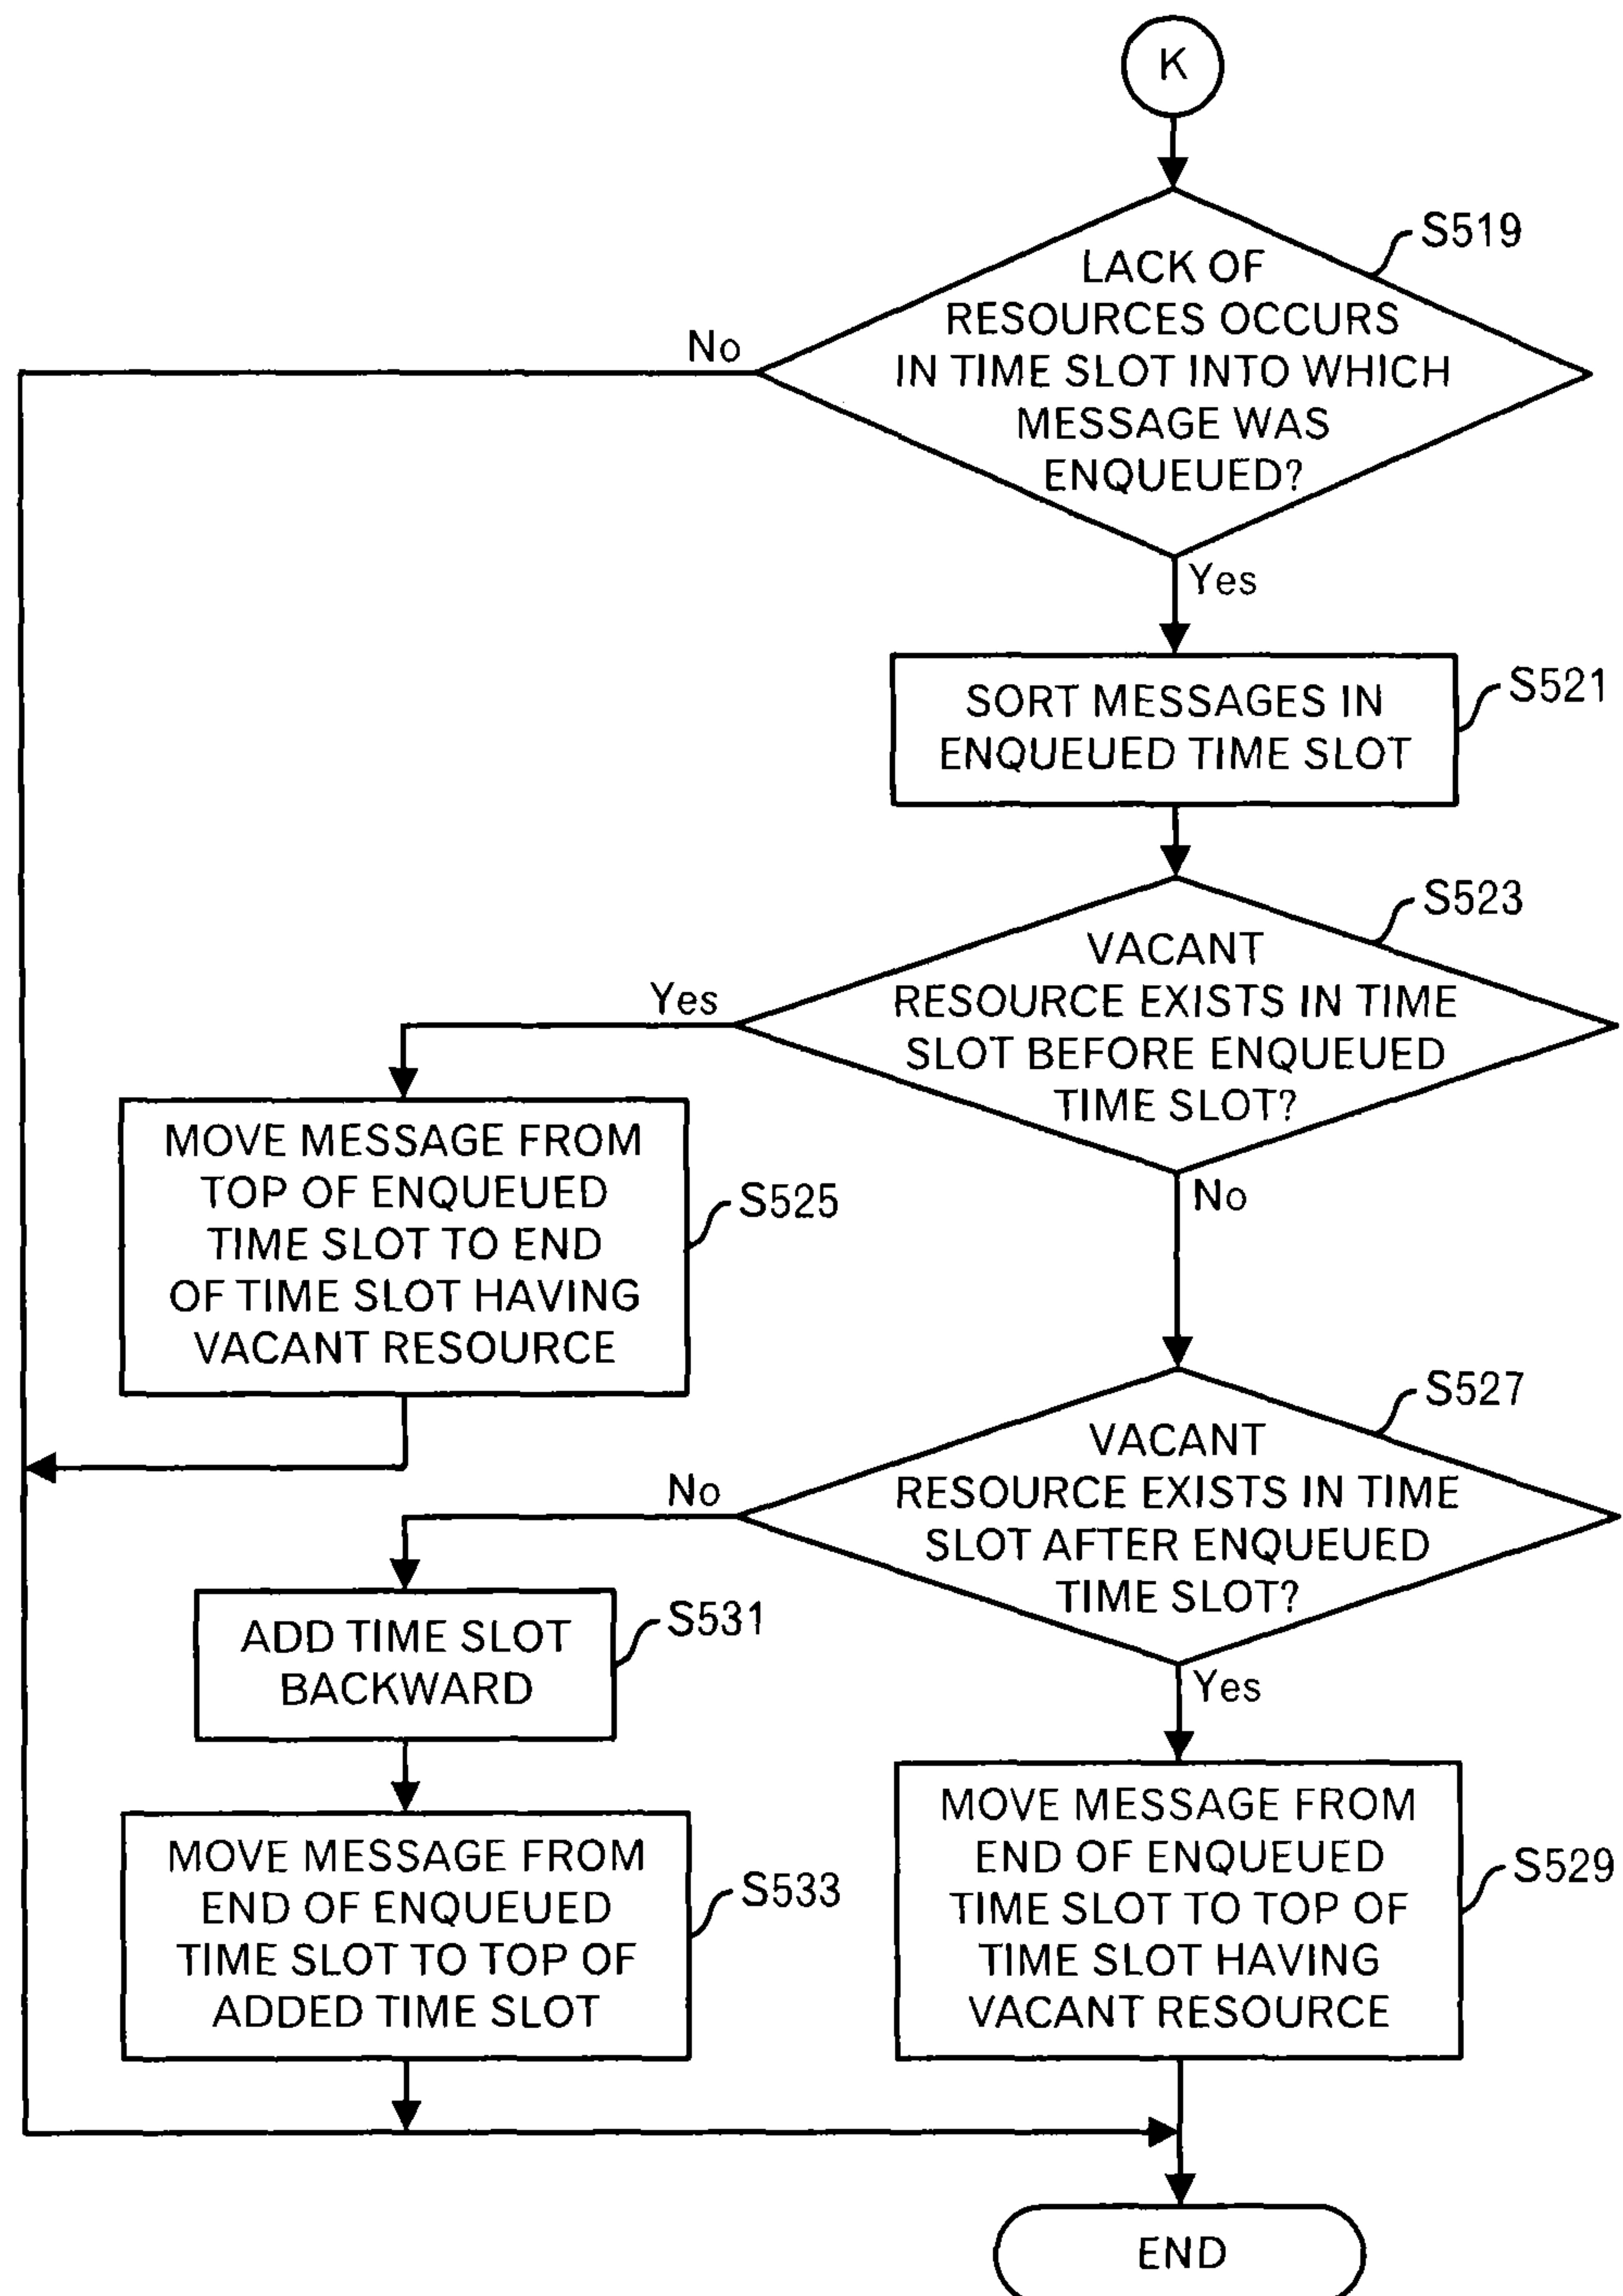 K
S519
LACK OF
RESOURCES OCCURS
IN TIME SLOT INTO WHICH
MESSAGE WAS
ENQUEUED?
No
Yes
S521
SORT MESSAGES IN
ENQUEUED TIME SLOT
S523
VACANT
RESOURCE EXISTS IN TIME
SLOT BEFORE ENQUEUED
TIME SLOT?
Yes
No
MOVE MESSAGE FROM
TOP OF ENQUEUED
TIME SLOT TO END
OF TIME SLOT HAVING
VACANT RESOURCE
S525
S527
VACANT
RESOURCE EXISTS IN TIME
SLOT AFTER ENQUEUED
TIME SLOT?
No
Yes
ADD TIME SLOT
BACKWARD
S531
MOVE MESSAGE FROM
END OF ENQUEUED
TIME SLOT TO TOP OF
ADDED TIME SLOT
S533
MOVE MESSAGE FROM
END OF ENQUEUED
TIME SLOT TO TOP OF
TIME SLOT HAVING
VACANT RESOURCE
S529
END